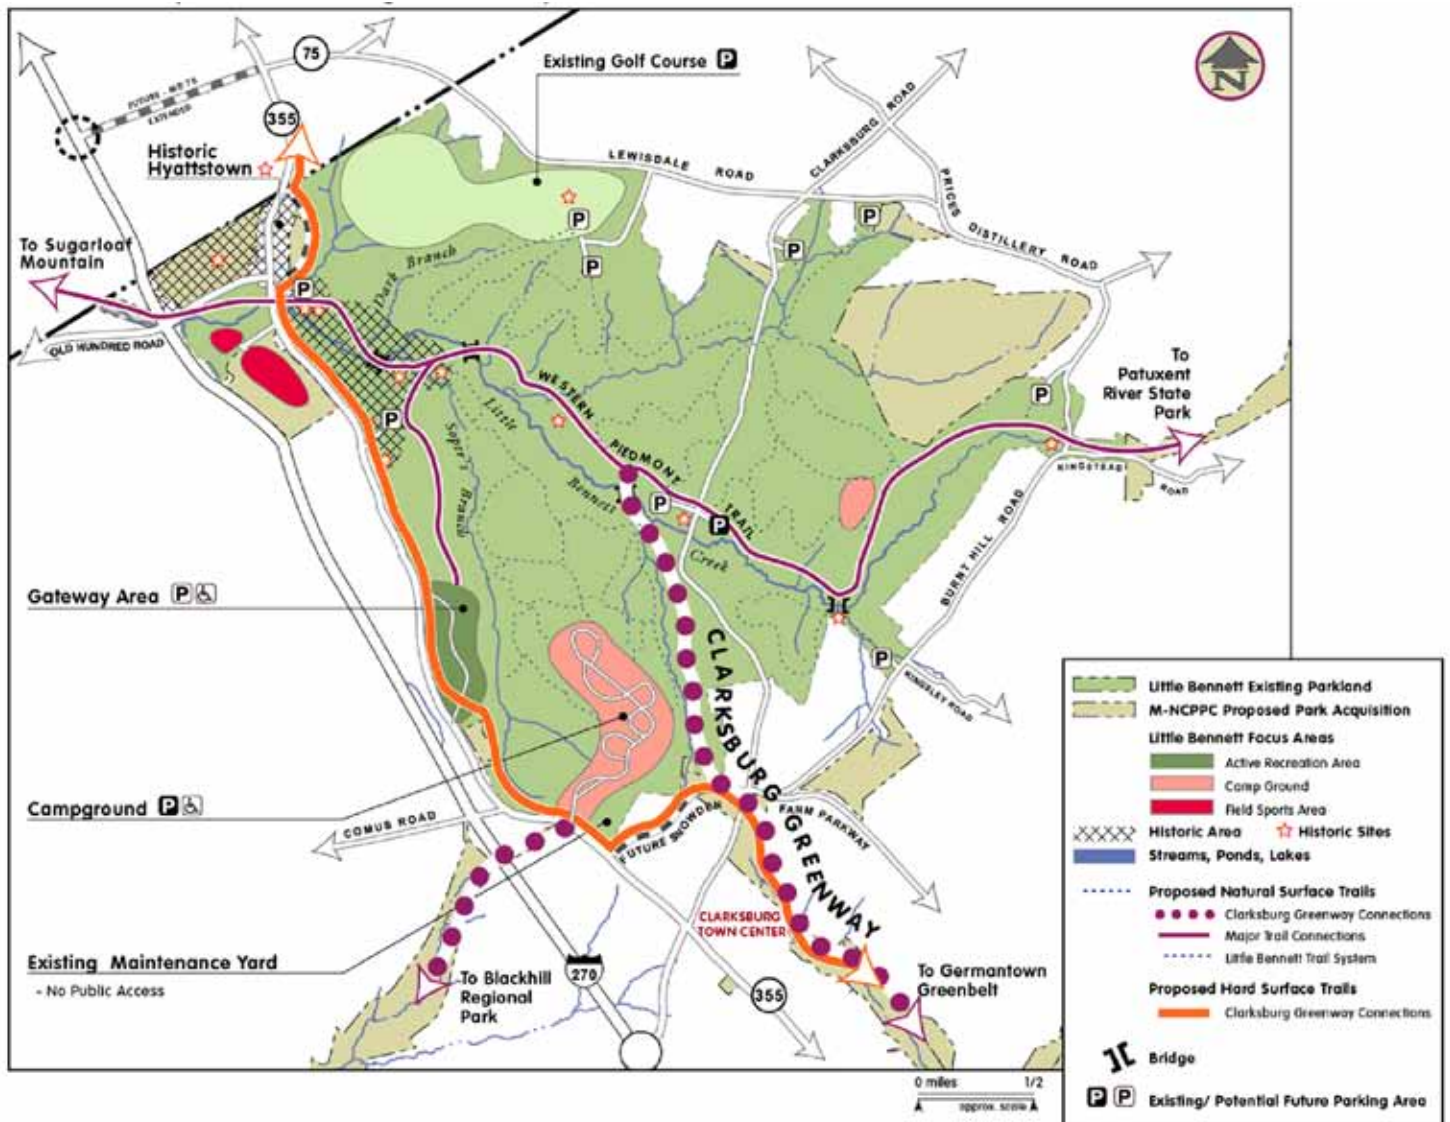 75
Existing Golf Course P
FUTURE - MD 75
EXTENDED
355
Historic
Hyattstown
LEWISDALE ROAD
CLARKSBURG ROAD
PRICES
DISTILLERY ROAD
N
To Sugarloaf
Mountain
Dark Branch
P
P
P
P
P
OLD HUNDRED ROAD
WESTERN
PIEDMONT
TRAIL
Little
Bennett
Creek
Soper's
Branch
P
P
P
P
To
Patuxent
River State
Park
KINGSTEAD
ROAD
BURNT HILL ROAD
Gateway Area P
P
KINGSLEY ROAD
CLARKSBURG GREENWAY
Campground P
COMUS ROAD
FUTURE SNOWDEN
FARM PARKWAY
CLARKSBURG
TOWN CENTER
Existing Maintenance Yard
- No Public Access
To Blackhill
Regional
Park
270
355
To Germantown
Greenbelt
0 miles 1/2
approx. scale
Little Bennett Existing Parkland
M-NCPPC Proposed Park Acquisition
Little Bennett Focus Areas
Active Recreation Area
Camp Ground
Field Sports Area
Historic Area
Historic Sites
Streams, Ponds, Lakes
Proposed Natural Surface Trails
Clarksburg Greenway Connections
Major Trail Connections
Little Bennett Trail System
Proposed Hard Surface Trails
Clarksburg Greenway Connections
Bridge
P P Existing/ Potential Future Parking Area